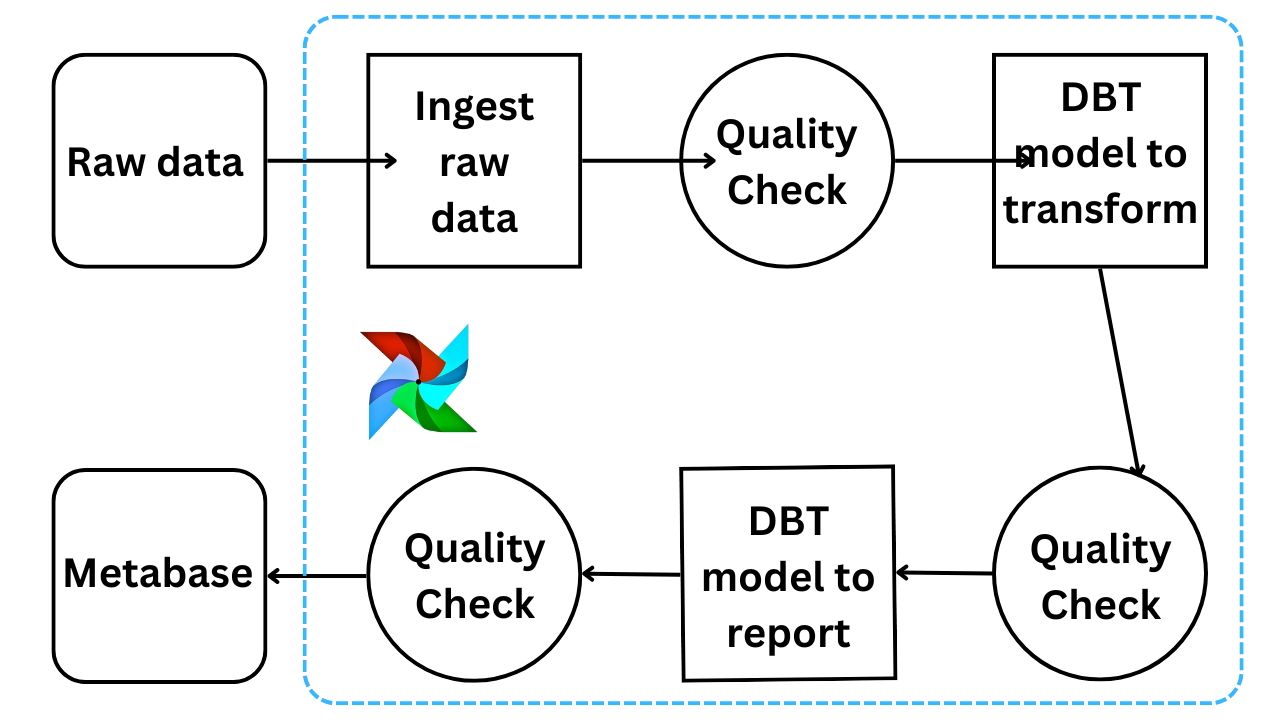 Raw data
Ingest
raw
data
Quality
Check
DBT
model to
transform
Metabase
Quality
Check
DBT
model to
report
Quality
Check